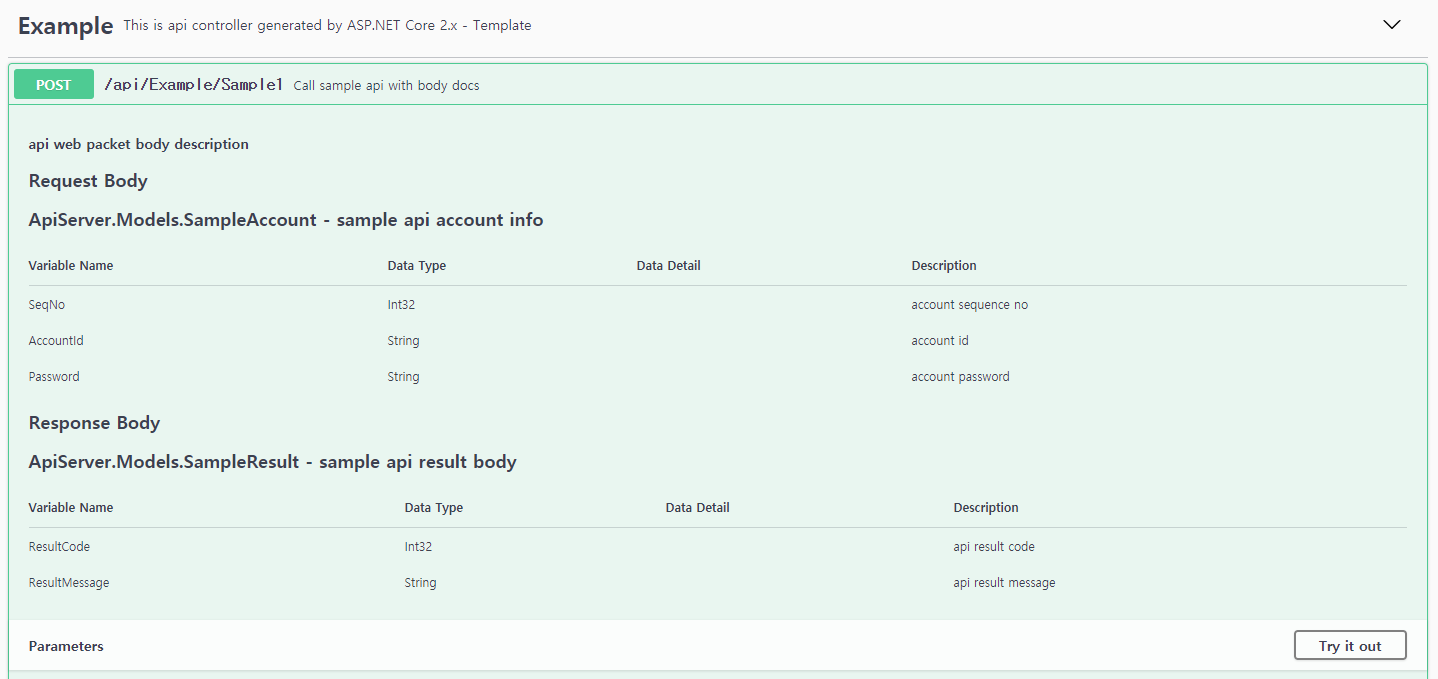 Example This is api controller generated by ASP.NET Core 2.x - Template
POST /api/Example/Sample1 Call sample api with body docs
api web packet body description
Request Body
ApiServer.Models.SampleAccount - sample api account info
Variable Name Data Type Data Detail Description
SeqNo Int32 account sequence no
AccountId String account id
Password String account password
Response Body
ApiServer.Models.SampleResult - sample api result body
Variable Name Data Type Data Detail Description
ResultCode Int32 api result code
ResultMessage String api result message
Parameters Try it out